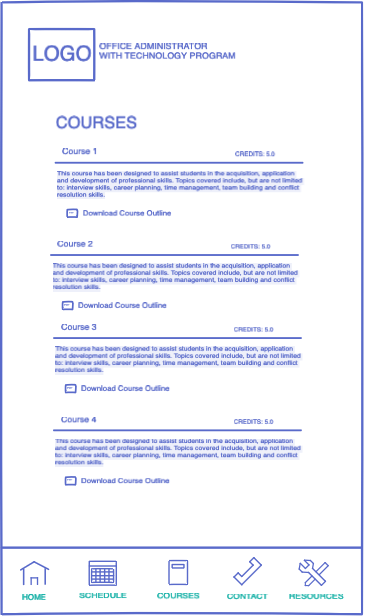 LOGO
OFFICE ADMINISTRATOR
WITH TECHNOLOGY PROGRAM
COURSES
Course 1
CREDITS: 5.0
This course has been designed to assist students in the acquisition, application
and development of professional skills. Topics covered include, but are not limited
to: interview skills, career planning, time management, team building and conflict
resolution skills.
Download Course Outline
Course 2
CREDITS: 5.0
This course has been designed to assist students in the acquisition, application
and development of professional skills. Topics covered include, but are not limited
to: interview skills, career planning, time management, team building and conflict
resolution skills.
Download Course Outline
Course 3
CREDITS: 5.0
This course has been designed to assist students in the acquisition, application
and development of professional skills. Topics covered include, but are not limited
to: interview skills, career planning, time management, team building and conflict
resolution skills.
Download Course Outline
Course 4
CREDITS: 5.0
This course has been designed to assist students in the acquisition, application
and development of professional skills. Topics covered include, but are not limited
to: interview skills, career planning, time management, team building and conflict
resolution skills.
Download Course Outline
HOME
SCHEDULE
COURSES
CONTACT
RESOURCES